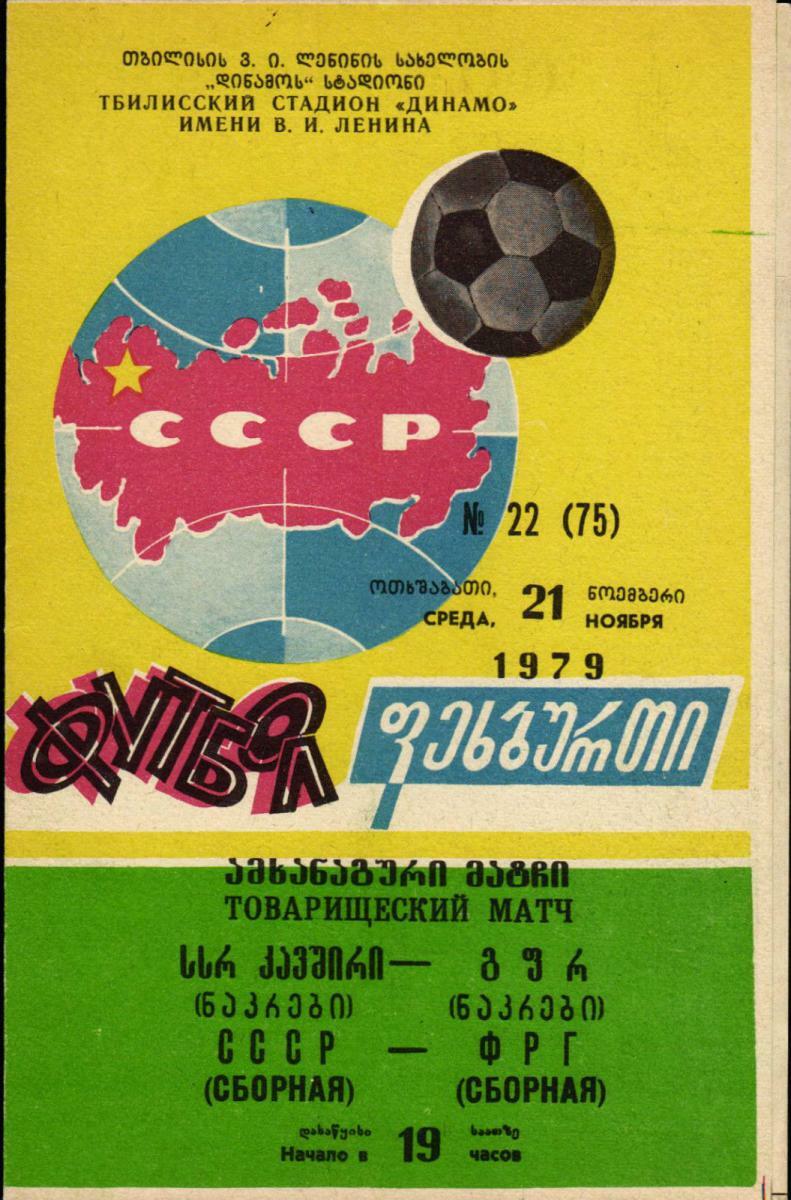 თბილისის ვ. ი. ლენინის სახელობის
„დინამოს“ სტადიონი
ТБИЛИССКИЙ СТАДИОН «ДИНАМО»
ИМЕНИ В. И. ЛЕНИНА
СССР
№ 22 (75)
ოთხშაბათი, 21 ნოემბერი
СРЕДА, НОЯБРЯ
1979
ФУТБОЛ ფეხბურთი
ამხანაგური მატჩი
ТОВАРИЩЕСКИЙ МАТЧ
სსრ კავშირი — გ ფ რ
(ნაკრები) (ნაკრები)
СССР — ФРГ
(СБОРНАЯ) (СБОРНАЯ)
დასაწყისი 19 საათზე
Начало в часов